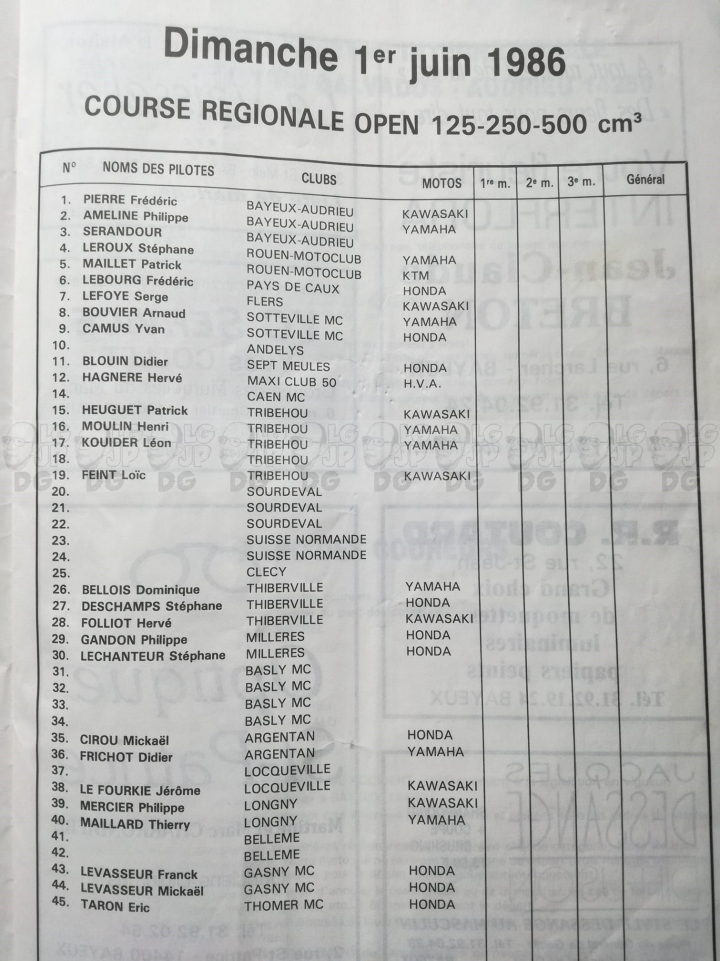 Dimanche 1er juin 1986
COURSE REGIONALE OPEN 125-250-500 cm³
N° NOMS DES PILOTES CLUBS MOTOS 1re m. 2e m. 3e m. Général
1. PIERRE Frédéric BAYEUX-AUDRIEU KAWASAKI
2. AMELINE Philippe BAYEUX-AUDRIEU YAMAHA
3. SERANDOUR BAYEUX-AUDRIEU
4. LEROUX Stéphane ROUEN-MOTOCLUB YAMAHA
5. MAILLET Patrick ROUEN-MOTOCLUB KTM
6. LEBOURG Frédéric PAYS DE CAUX HONDA
7. LEFOYE Serge FLERS KAWASAKI
8. BOUVIER Arnaud SOTTEVILLE MC YAMAHA
9. CAMUS Yvan SOTTEVILLE MC HONDA
10. ANDELYS
11. BLOUIN Didier SEPT MEULES HONDA
12. HAGNERE Hervé MAXI CLUB 50 H.V.A.
14. CAEN MC
15. HEUGUET Patrick TRIBEHOU KAWASAKI
16. MOULIN Henri TRIBEHOU YAMAHA
17. KOUIDER Léon TRIBEHOU YAMAHA
18. TRIBEHOU
19. FEINT Loïc TRIBEHOU KAWASAKI
20. SOURDEVAL
21. SOURDEVAL
22. SOURDEVAL
23. SUISSE NORMANDE
24. SUISSE NORMANDE
25. CLECY
26. BELLOIS Dominique THIBERVILLE YAMAHA
27. DESCHAMPS Stéphane THIBERVILLE HONDA
28. FOLLIOT Hervé THIBERVILLE KAWASAKI
29. GANDON Philippe MILLERES HONDA
30. LECHANTEUR Stéphane MILLERES HONDA
31. BASLY MC
32. BASLY MC
33. BASLY MC
34. BASLY MC
35. CIROU Mickaël ARGENTAN HONDA
36. FRICHOT Didier ARGENTAN YAMAHA
37. LOCQUEVILLE
38. LE FOURKIE Jérôme LOCQUEVILLE KAWASAKI
39. MERCIER Philippe LONGNY KAWASAKI
40. MAILLARD Thierry LONGNY YAMAHA
41. BELLEME
42. BELLEME
43. LEVASSEUR Franck GASNY MC HONDA
44. LEVASSEUR Mickaël GASNY MC HONDA
45. TARON Eric THOMER MC HONDA